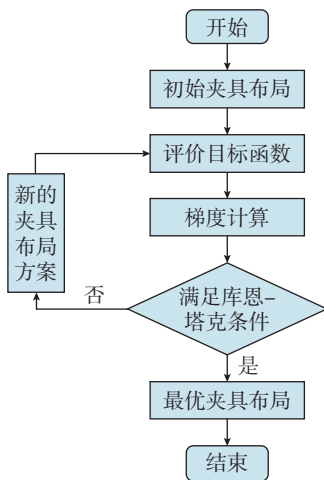 开始
初始夹具布局
评价目标函数
新的
夹具
布局
方案
梯度计算
否
满足库恩–
塔克条件
是
最优夹具布局
结束